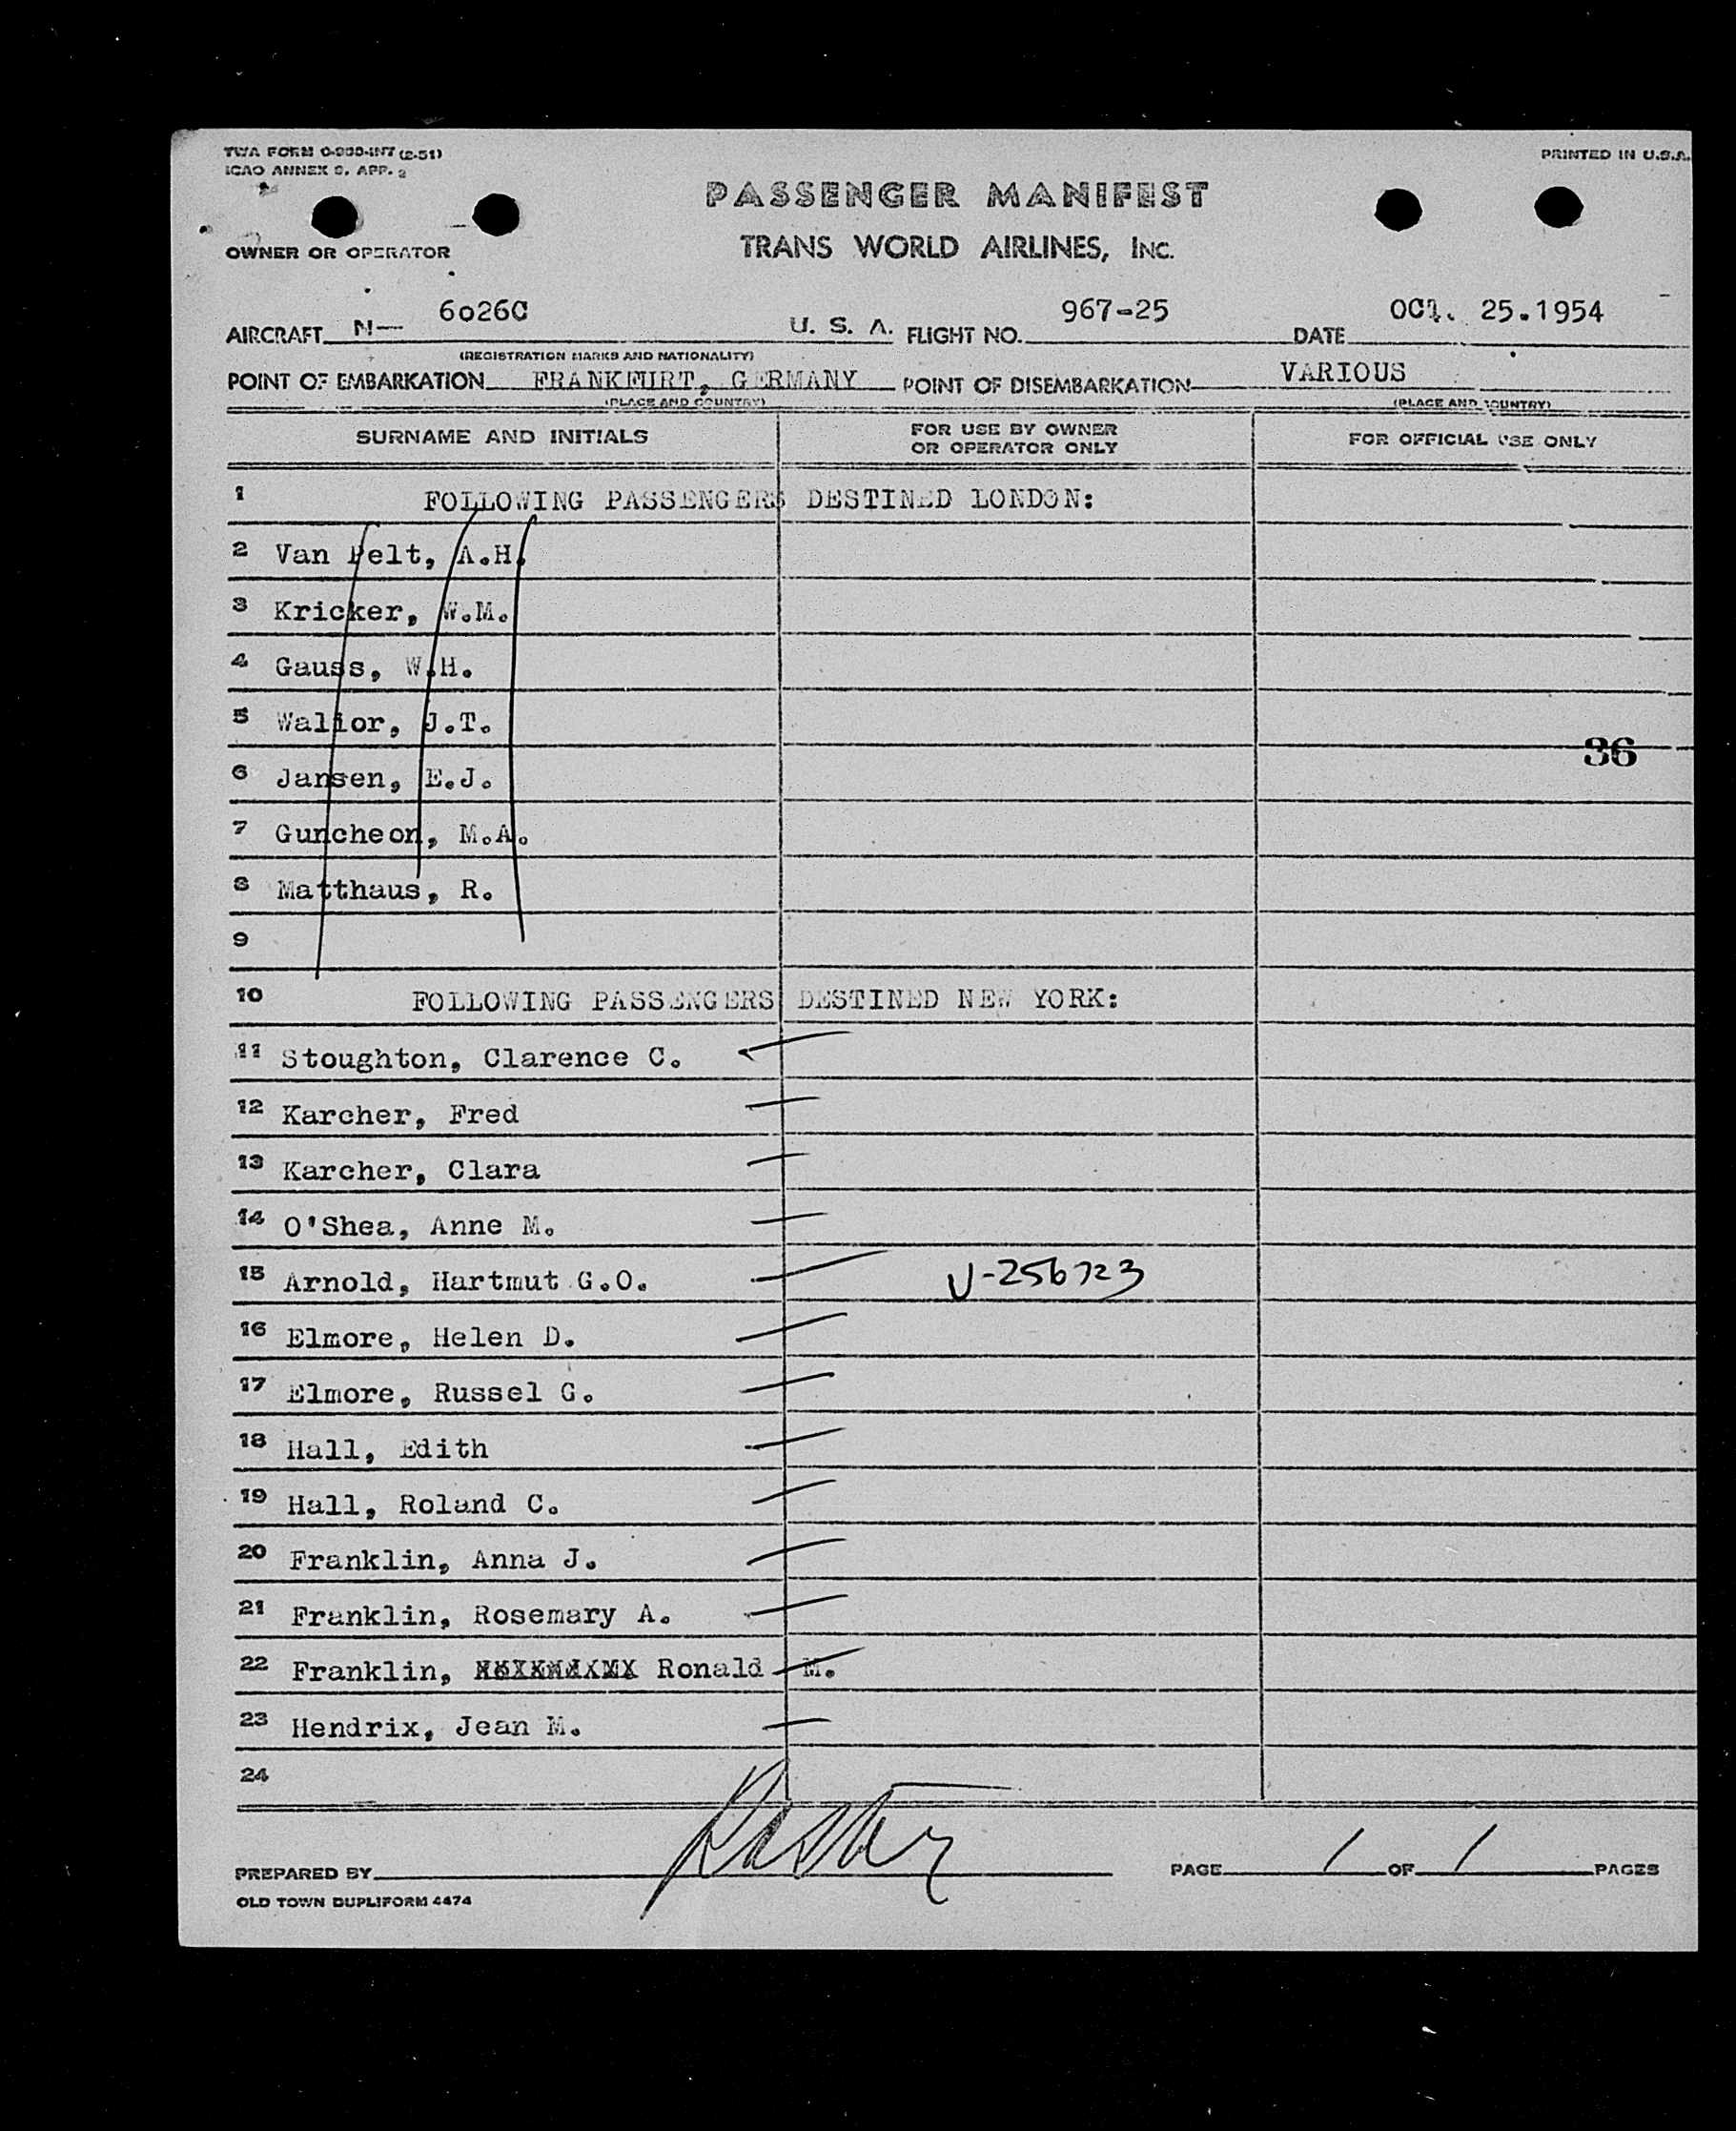 TWA FORM O-900-INT (2-51)
PRINTED IN U.S.A.
ICAO ANNEX 9, APP. 2
PASSENGER MANIFEST
OWNER OR OPERATOR
TRANS WORLD AIRLINES, INC.
AIRCRAFT N— 6026C U. S. A. FLIGHT NO. 967-25 DATE OCT. 25.1954
(REGISTRATION MARKS AND NATIONALITY)
POINT OF EMBARKATION FRANKFURT, GERMANY POINT OF DISEMBARKATION VARIOUS
(PLACE AND COUNTRY) (PLACE AND COUNTRY)
SURNAME AND INITIALS FOR USE BY OWNER OR OPERATOR ONLY FOR OFFICIAL USE ONLY
1 FOLLOWING PASSENGERS DESTINED LONDON:
2 Van Pelt, A.H.
3 Kricker, W.M.
4 Gauss, W.H.
5 Walior, J.T.
36
6 Jansen, E.J.
7 Guncheon, M.A.
8 Matthaus, R.
9
10 FOLLOWING PASSENGERS DESTINED NEW YORK:
11 Stoughton, Clarence C.
12 Karcher, Fred
13 Karcher, Clara
14 O'Shea, Anne M.
15 Arnold, Hartmut G.O. V-256723
16 Elmore, Helen D.
17 Elmore, Russel G.
18 Hall, Edith
19 Hall, Roland C.
20 Franklin, Anna J.
21 Franklin, Rosemary A.
22 Franklin, Ronald M.
23 Hendrix, Jean M.
24
PREPARED BY PAGE 1 OF 1 PAGES
OLD TOWN DUPLIFORM 4474